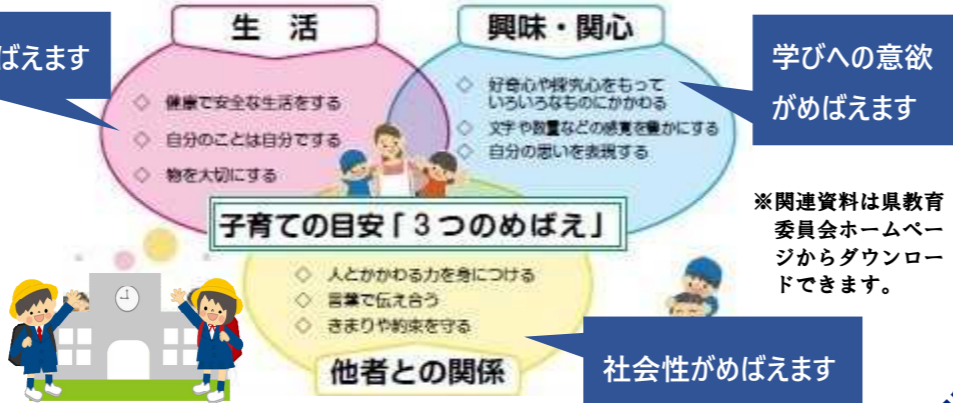 ばえます
生 活
◇ 健康で安全な生活をする
◇ 自分のことは自分でする
◇ 物を大切にする
興味・関心
◇ 好奇心や探究心をもって
いろいろなものにかかわる
◇ 文字や数量などの感覚を豊かにする
◇ 自分の思いを表現する
学びへの意欲
がめばえます
※関連資料は県教育
委員会ホームペー
ジからダウンロー
ドできます。
子育ての目安「3つのめばえ」
◇ 人とかかわる力を身につける
◇ 言葉で伝え合う
◇ きまりや約束を守る
他者との関係
社会性がめばえます